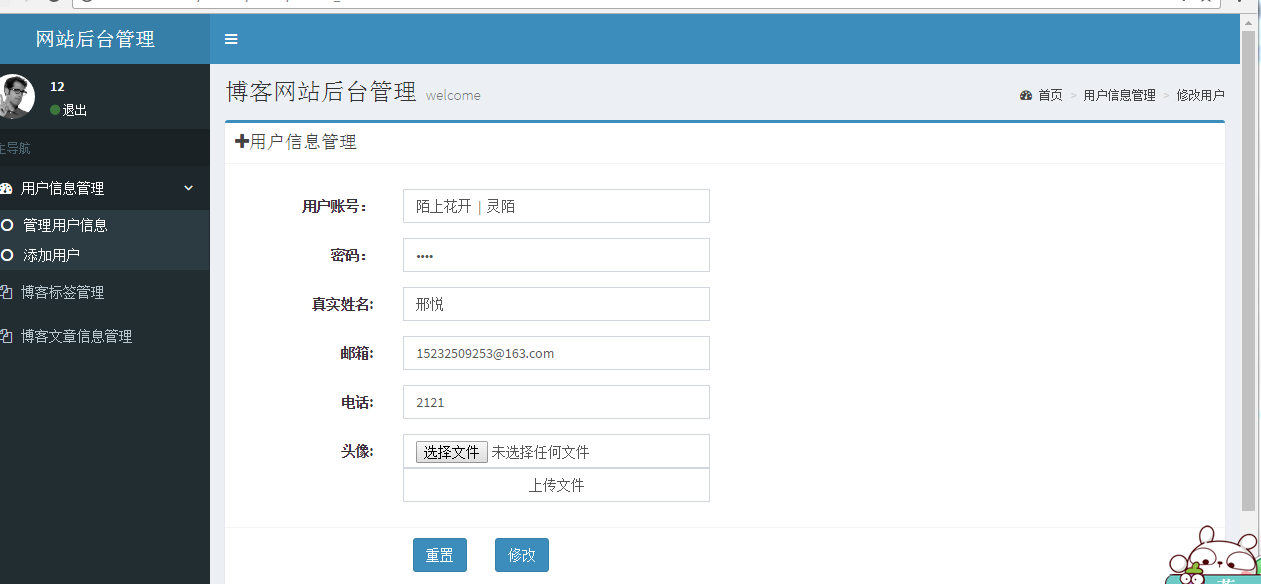 网站后台管理
12
退出
主导航
用户信息管理
管理用户信息
添加用户
博客标签管理
博客文章信息管理
博客网站后台管理 welcome
首页 > 用户信息管理 > 修改用户
用户信息管理
用户账号： 陌上花开 | 灵陌
密码： ••••
真实姓名: 邢悦
邮箱: 15232509253@163.com
电话: 2121
头像: 选择文件 未选择任何文件
上传文件
重置 修改